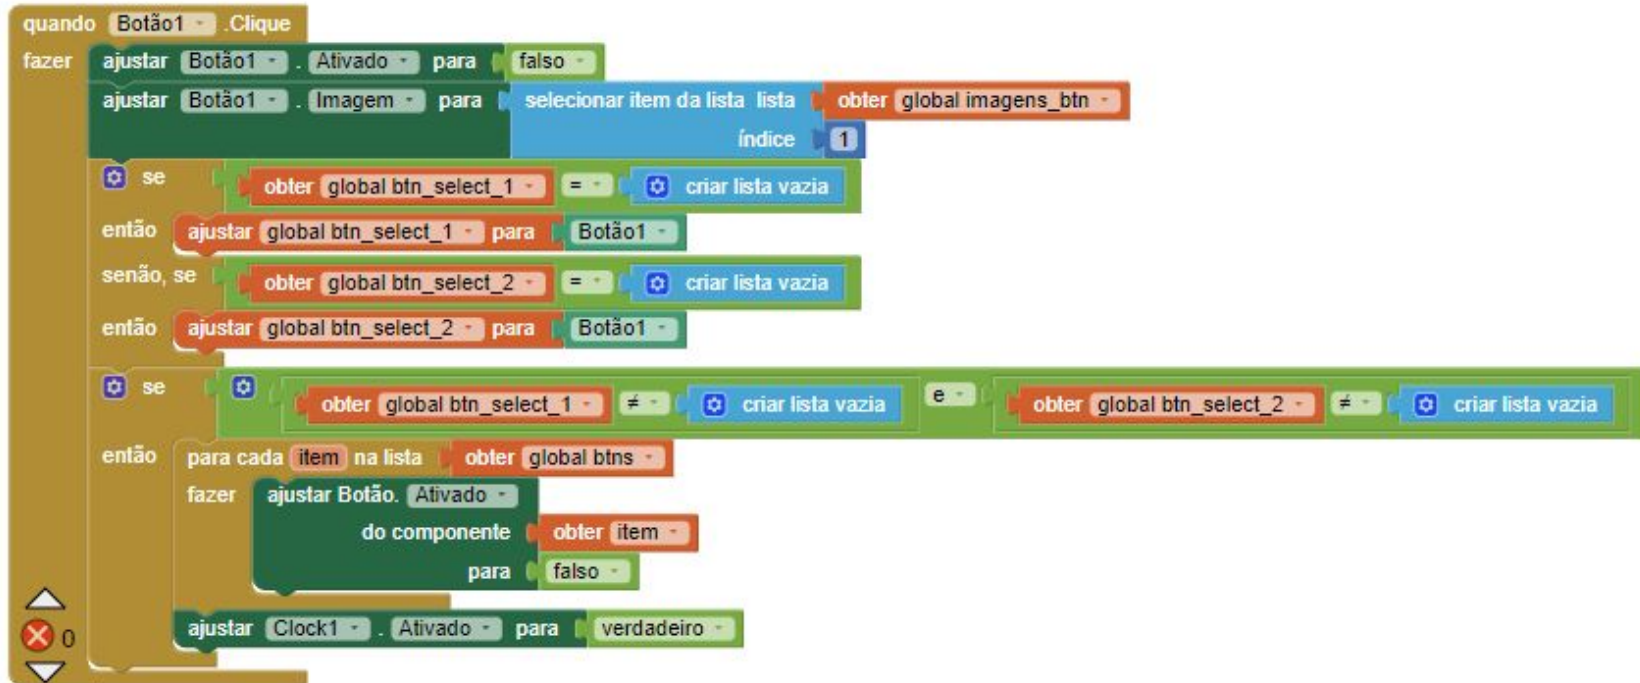 quando Botão1 .Clique
fazer ajustar Botão1 . Ativado para falso
ajustar Botão1 . Imagem para selecionar item da lista lista obter global imagens_btn
índice 1
se obter global btn_select_1 = criar lista vazia
então ajustar global btn_select_1 para Botão1
senão, se obter global btn_select_2 = criar lista vazia
então ajustar global btn_select_2 para Botão1
se obter global btn_select_1 ≠ criar lista vazia e obter global btn_select_2 ≠ criar lista vazia
então para cada item na lista obter global btns
fazer ajustar Botão. Ativado
do componente obter item
para falso
ajustar Clock1 . Ativado para verdadeiro
0